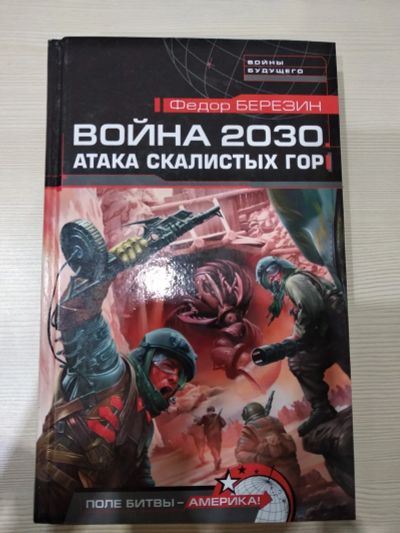 ВОЙНЫ
БУДУЩЕГО
Федор БЕРЕЗИН
ВОЙНА 2030
АТАКА СКАЛИСТЫХ ГОР
ПОЛЕ БИТВЫ – АМЕРИКА!